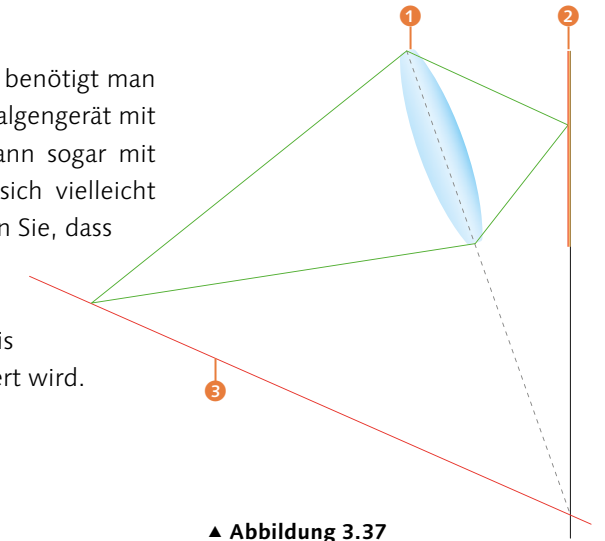 1 2
benötigt man
algengerät mit
ann sogar mit
sich vielleicht
n Sie, dass
is
ert wird.
3
▲ Abbildung 3.37